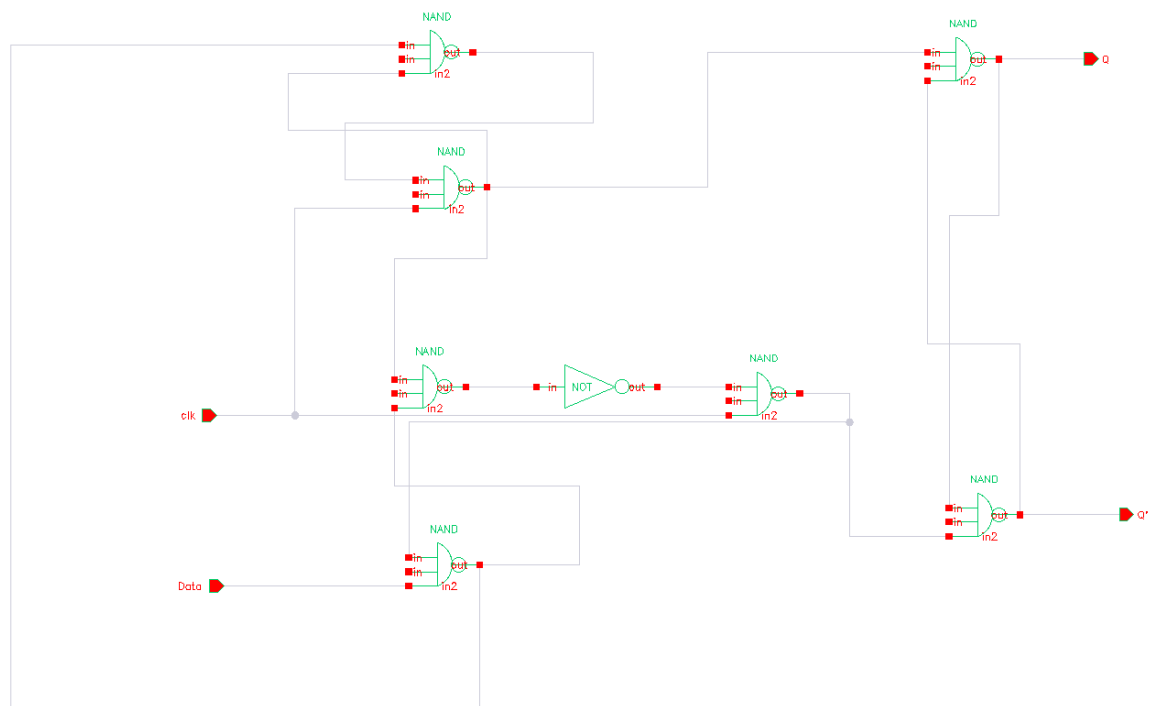 NAND
in
out
in
in2
NAND
in
out
in
in2
Q
NAND
in
out
in
in2
NAND
in
out
in
in2
NOT
in
out
NAND
in
out
in
in2
clk
NAND
in
out
in
in2
Q'
NAND
in
out
in
in2
Data